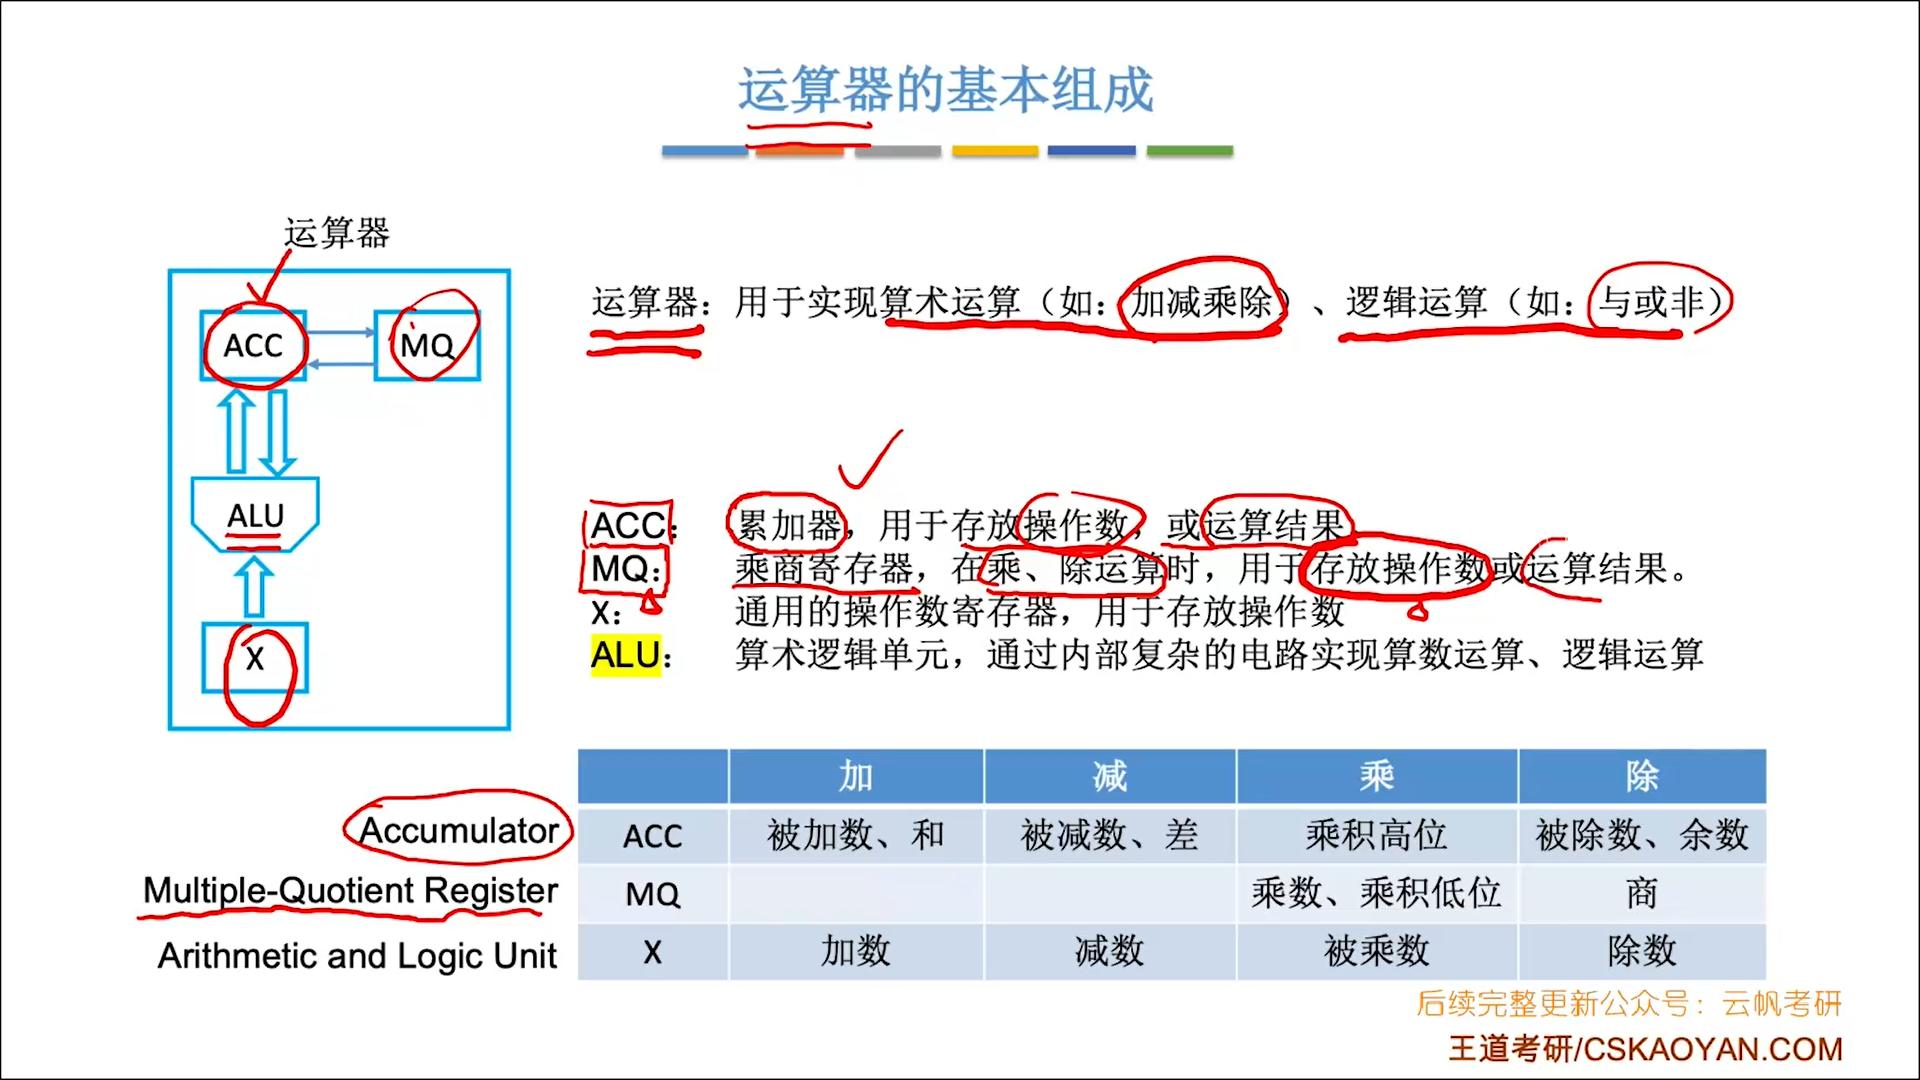 运算器的基本组成
运算器
ACC
MQ
ALU
X
运算器：用于实现算术运算（如：加减乘除）、逻辑运算（如：与或非）
ACC： 累加器，用于存放操作数，或运算结果
MQ： 乘商寄存器，在乘、除运算时，用于存放操作数或运算结果。
X： 通用的操作数寄存器，用于存放操作数
ALU： 算术逻辑单元，通过内部复杂的电路实现算数运算、逻辑运算
加 减 乘 除
Accumulator ACC 被加数、和 被减数、差 乘积高位 被除数、余数
Multiple-Quotient Register MQ 乘数、乘积低位 商
Arithmetic and Logic Unit X 加数 减数 被乘数 除数
后续完整更新公众号：云帆考研
王道考研/CSKAOYAN.COM